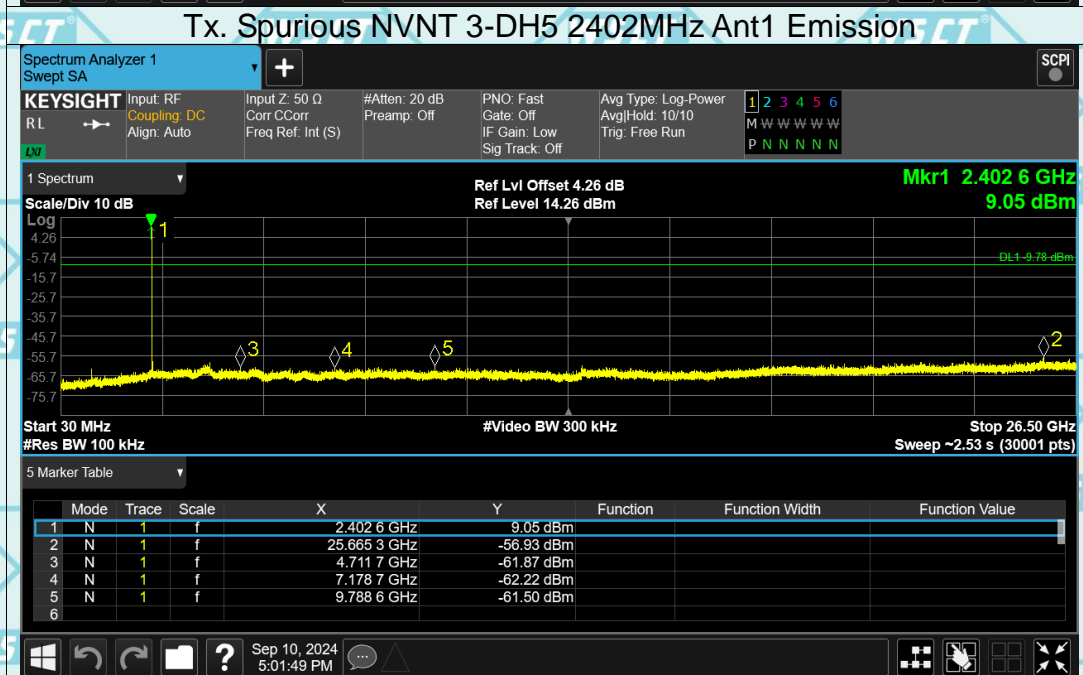 Tx. Spurious NVNT 3-DH5 2402MHz Ant1 Emission
Spectrum Analyzer 1
Swept SA
+
SCPI
KEYSIGHT
R L
LXI
Input: RF
Coupling: DC
Align: Auto
Input Z: 50 Ω
Corr CCorr
Freq Ref: Int (S)
#Atten: 20 dB
Preamp: Off
PNO: Fast
Gate: Off
IF Gain: Low
Sig Track: Off
Avg Type: Log-Power
Avg|Hold: 10/10
Trig: Free Run
1 2 3 4 5 6
M W W W W W
P N N N N N
1 Spectrum
Scale/Div 10 dB
Ref Lvl Offset 4.26 dB
Ref Level 14.26 dBm
Mkr1 2.402 6 GHz
9.05 dBm
Log
4.26
-5.74
-15.7
-25.7
-35.7
-45.7
-55.7
-65.7
-75.7
1
DL1 -9.78 dBm
3
4
5
2
Start 30 MHz
#Res BW 100 kHz
#Video BW 300 kHz
Stop 26.50 GHz
Sweep ~2.53 s (30001 pts)
5 Marker Table
Mode Trace Scale X Y Function Function Width Function Value
1 N 1 f 2.402 6 GHz 9.05 dBm
2 N 1 f 25.665 3 GHz -56.93 dBm
3 N 1 f 4.711 7 GHz -61.87 dBm
4 N 1 f 7.178 7 GHz -62.22 dBm
5 N 1 f 9.788 6 GHz -61.50 dBm
6
?
Sep 10, 2024
5:01:49 PM